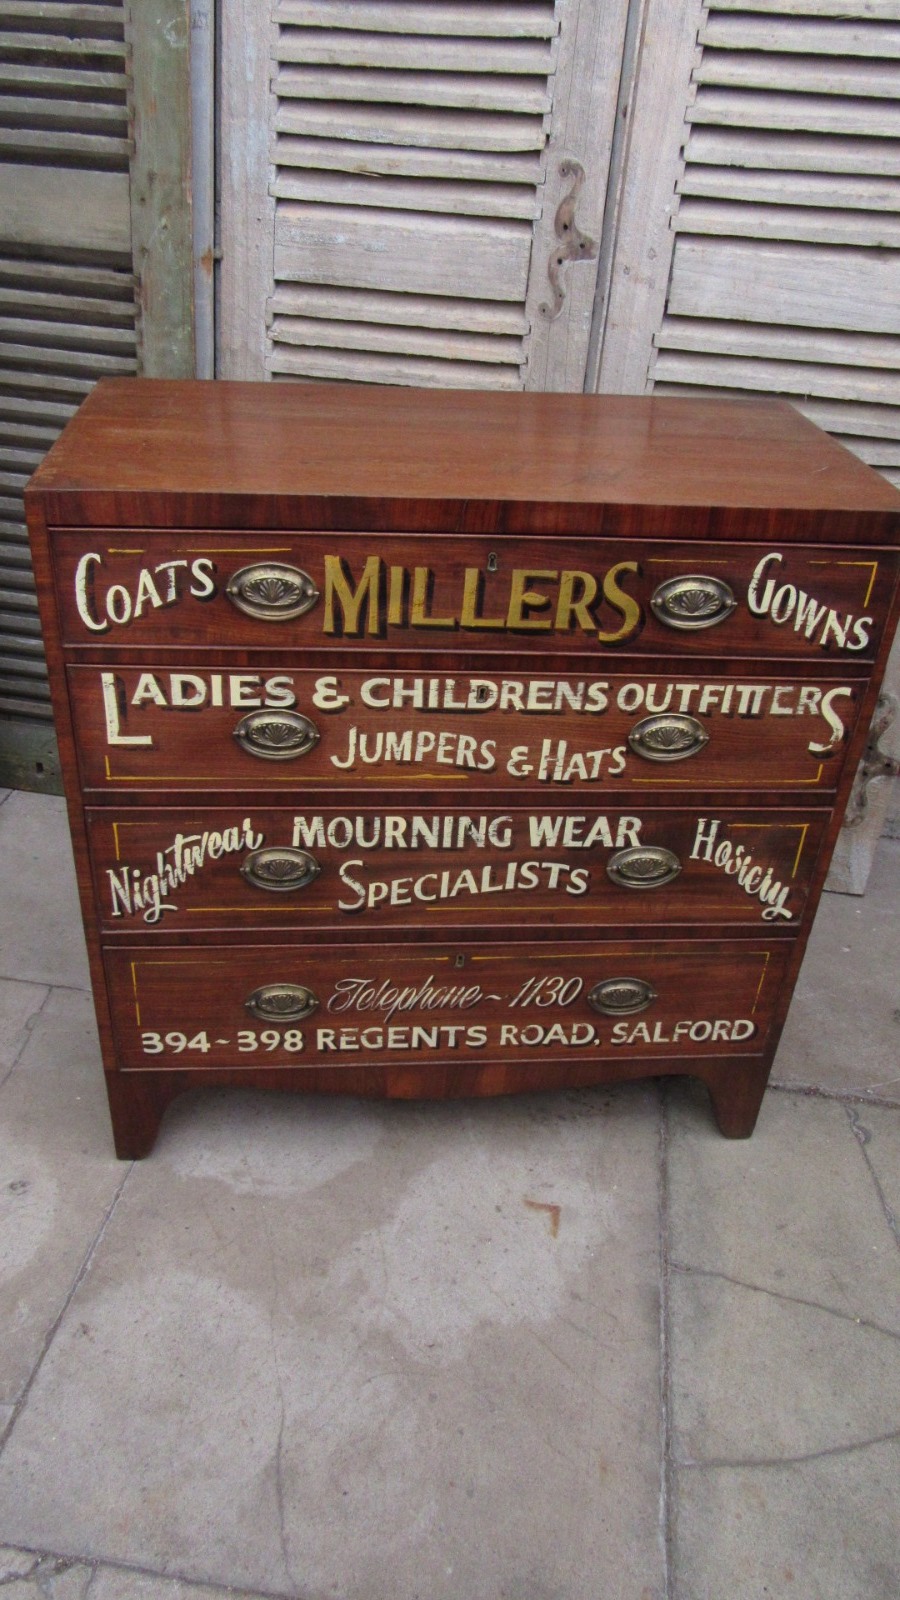 COATS MILLERS GOWNS
LADIES & CHILDRENS OUTFITTERS
JUMPERS & HATS
Nightwear MOURNING WEAR Hosiery
SPECIALISTS
Telephone ~ 1130
394 ~ 398 REGENTS ROAD, SALFORD